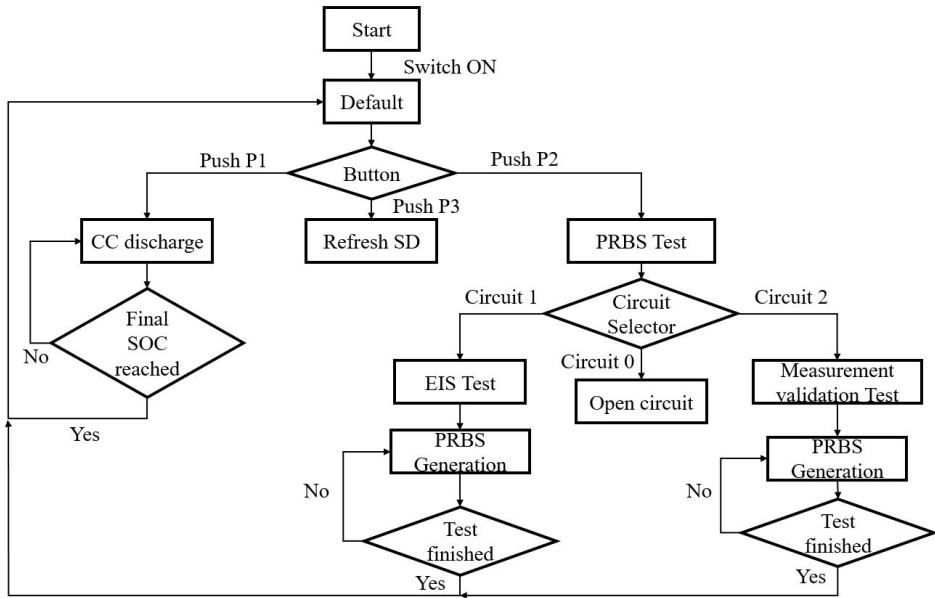 Start
Switch ON
Default
Push P1
Button
Push P2
Push P3
CC discharge
Refresh SD
PRBS Test
Final
SOC
reached
No
Yes
Circuit 1
Circuit
Selector
Circuit 2
Circuit 0
EIS Test
Open circuit
Measurement
validation Test
PRBS
Generation
No
Test
finished
Yes
PRBS
Generation
No
Test
finished
Yes